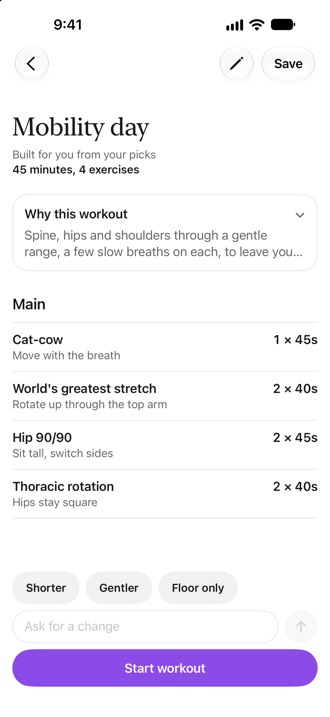 9:41
Save
Mobility day
Built for you from your picks
45 minutes, 4 exercises
Why this workout
Spine, hips and shoulders through a gentle
range, a few slow breaths on each, to leave you...
Main
Cat-cow
1 × 45s
Move with the breath
World's greatest stretch
2 × 40s
Rotate up through the top arm
Hip 90/90
2 × 45s
Sit tall, switch sides
Thoracic rotation
2 × 40s
Hips stay square
Shorter
Gentler
Floor only
Ask for a change
Start workout